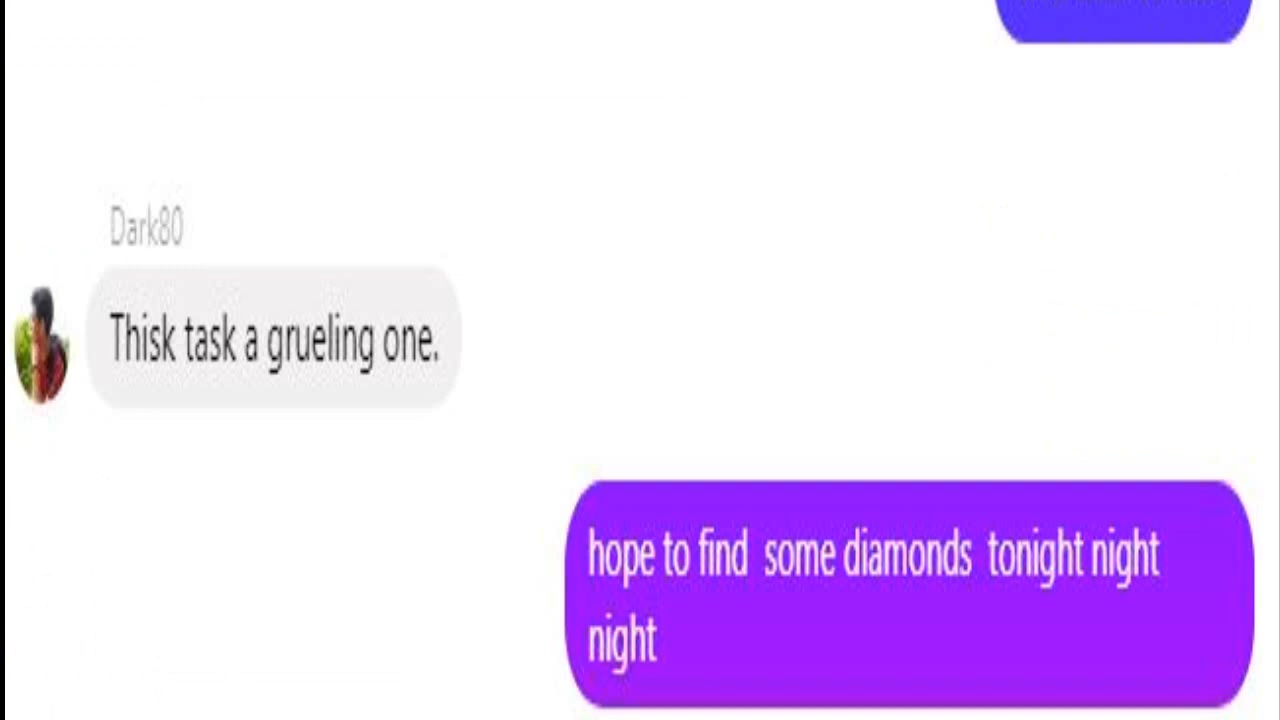 Dark80
Thisk task a grueling one.
hope to find  some diamonds  tonight night
night